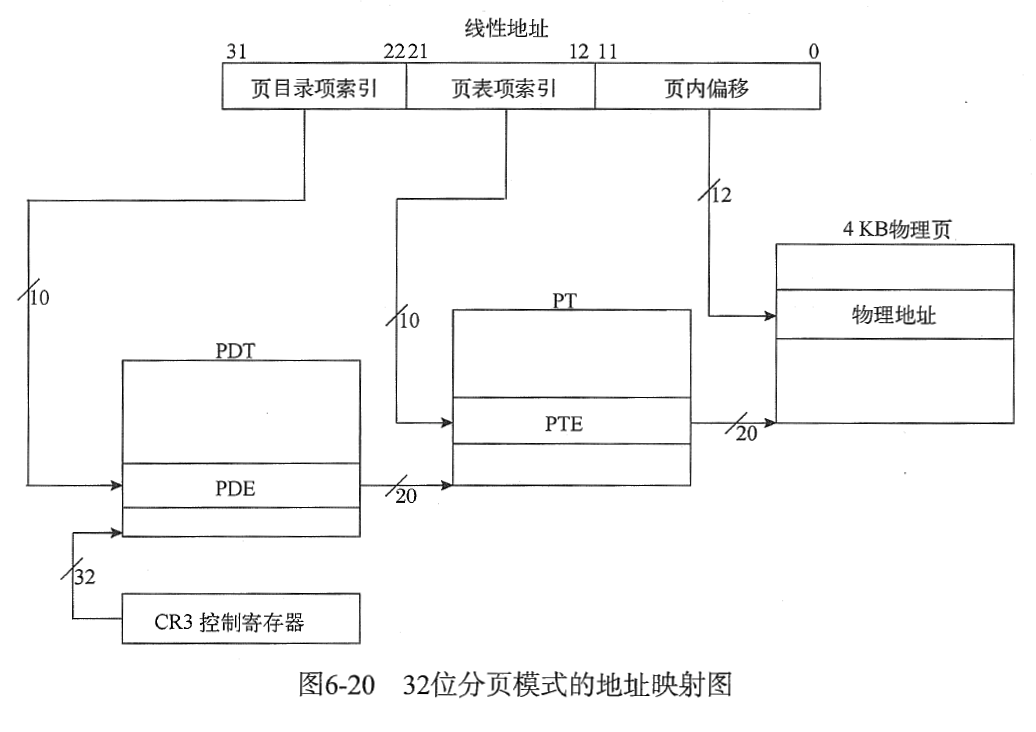 线性地址
31 22 21 12 11 0
页目录项索引 页表项索引 页内偏移
12
4 KB物理页
10
10
PT
物理地址
PDT
PTE
20
PDE
20
32
CR3 控制寄存器
图6-20 32位分页模式的地址映射图